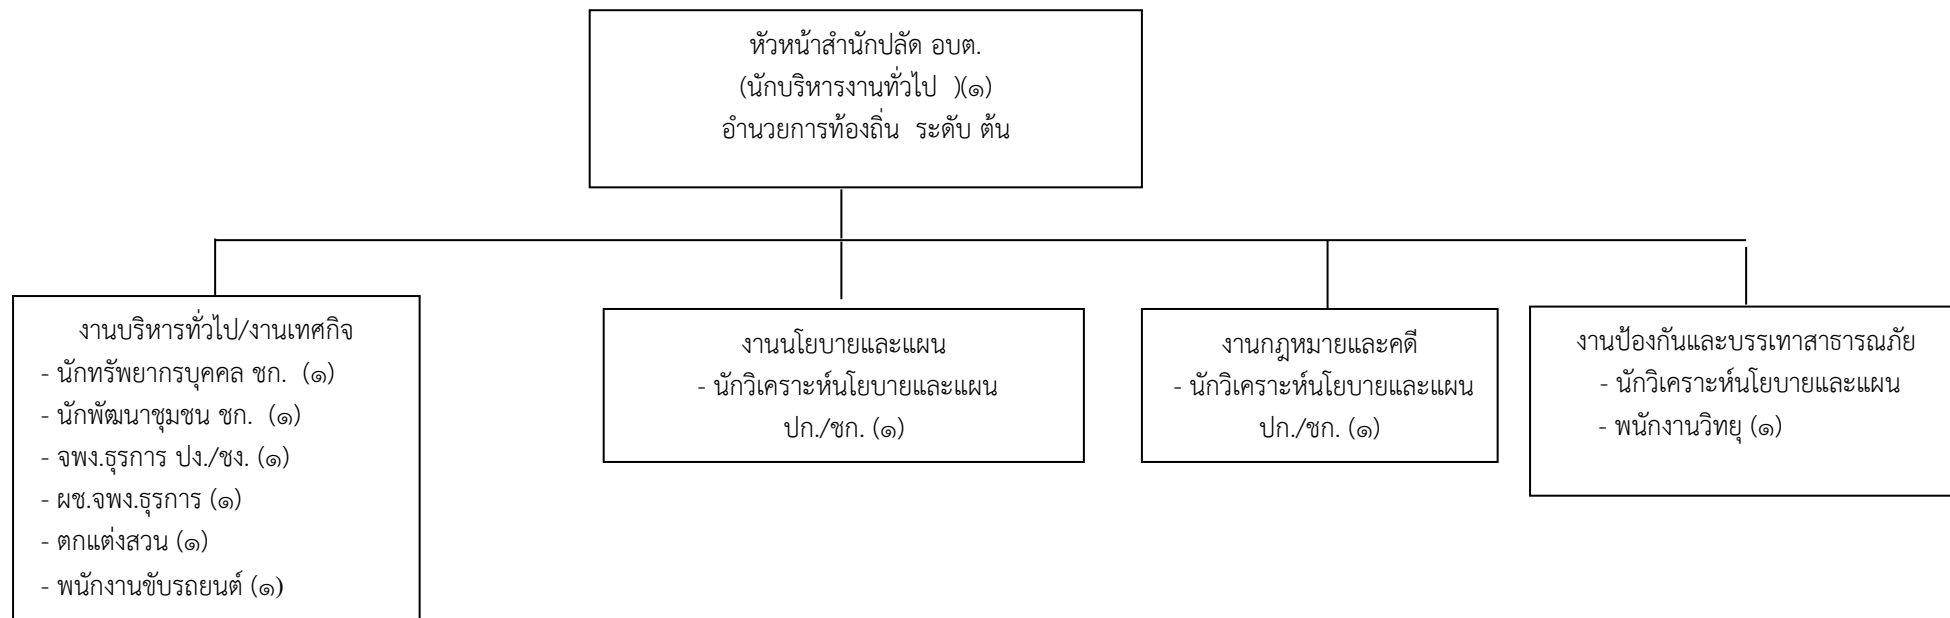 หัวหน้าสำนักปลัด อบต.
(นักบริหารงานทั่วไป )(๑)
อำนวยการท้องถิ่น ระดับ ต้น
งานบริหารทั่วไป/งานเทศกิจ
- นักทรัพยากรบุคคล ชก. (๑)
- นักพัฒนาชุมชน ชก. (๑)
- จพง.ธุรการ ปง./ชง. (๑)
- ผช.จพง.ธุรการ (๑)
- ตกแต่งสวน (๑)
- พนักงานขับรถยนต์ (๑)
งานนโยบายและแผน
- นักวิเคราะห์นโยบายและแผน
ปก./ชก. (๑)
งานกฎหมายและคดี
- นักวิเคราะห์นโยบายและแผน
ปก./ชก. (๑)
งานป้องกันและบรรเทาสาธารณภัย
- นักวิเคราะห์นโยบายและแผน
- พนักงานวิทยุ (๑)